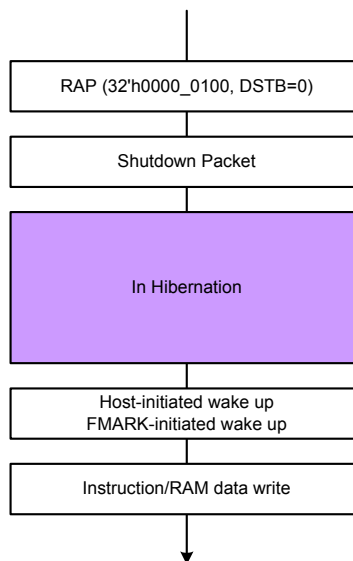 RAP (32'h0000_0100, DSTB=0)
Shutdown Packet
In Hibernation
Host-initiated wake up
FMARK-initiated wake up
Instruction/RAM data write